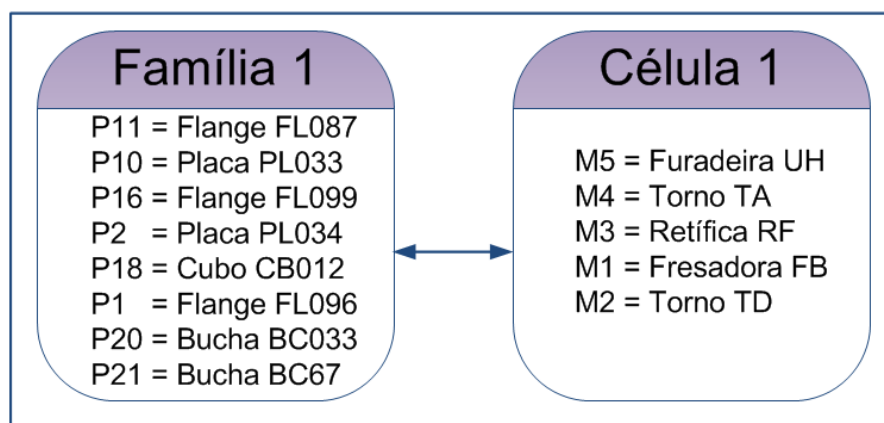 Família 1
P11 = Flange FL087
P10 = Placa PL033
P16 = Flange FL099
P2 = Placa PL034
P18 = Cubo CB012
P1 = Flange FL096
P20 = Bucha BC033
P21 = Bucha BC67
Célula 1
M5 = Furadeira UH
M4 = Torno TA
M3 = Retífica RF
M1 = Fresadora FB
M2 = Torno TD